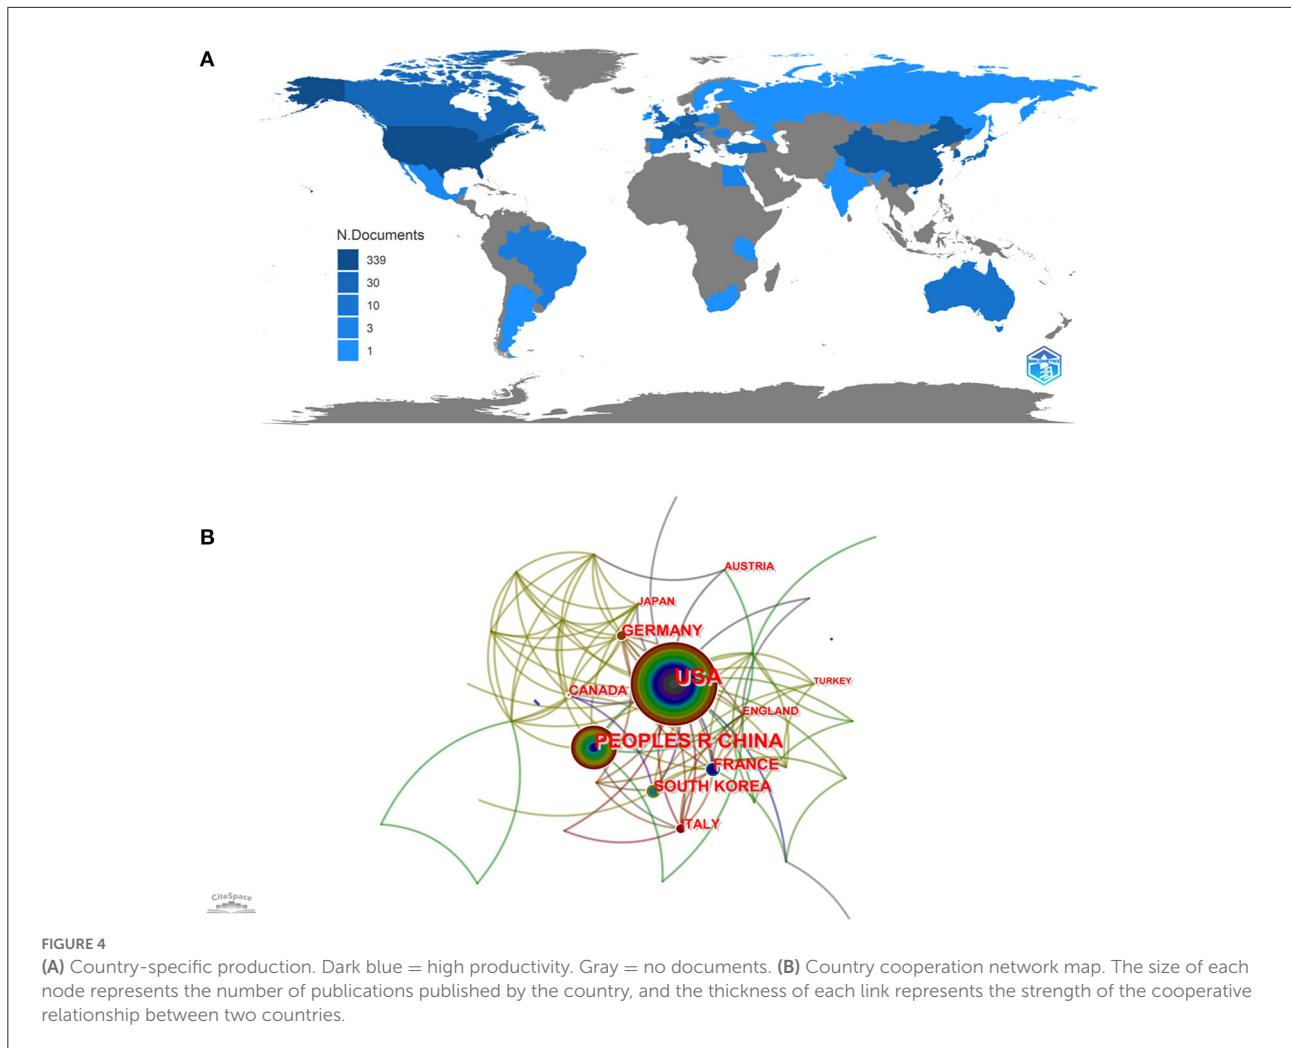 A
N.Documents
339
30
10
3
1
BIBLIOMETRIX
B
AUSTRIA
JAPAN
GERMANY
USA
TURKEY
CANADA
ENGLAND
PEOPLES R CHINA
FRANCE
SOUTH KOREA
ITALY
CiteSpace
FIGURE 4
(A) Country-specific production. Dark blue = high productivity. Gray = no documents. (B) Country cooperation network map. The size of each
node represents the number of publications published by the country, and the thickness of each link represents the strength of the cooperative
relationship between two countries.